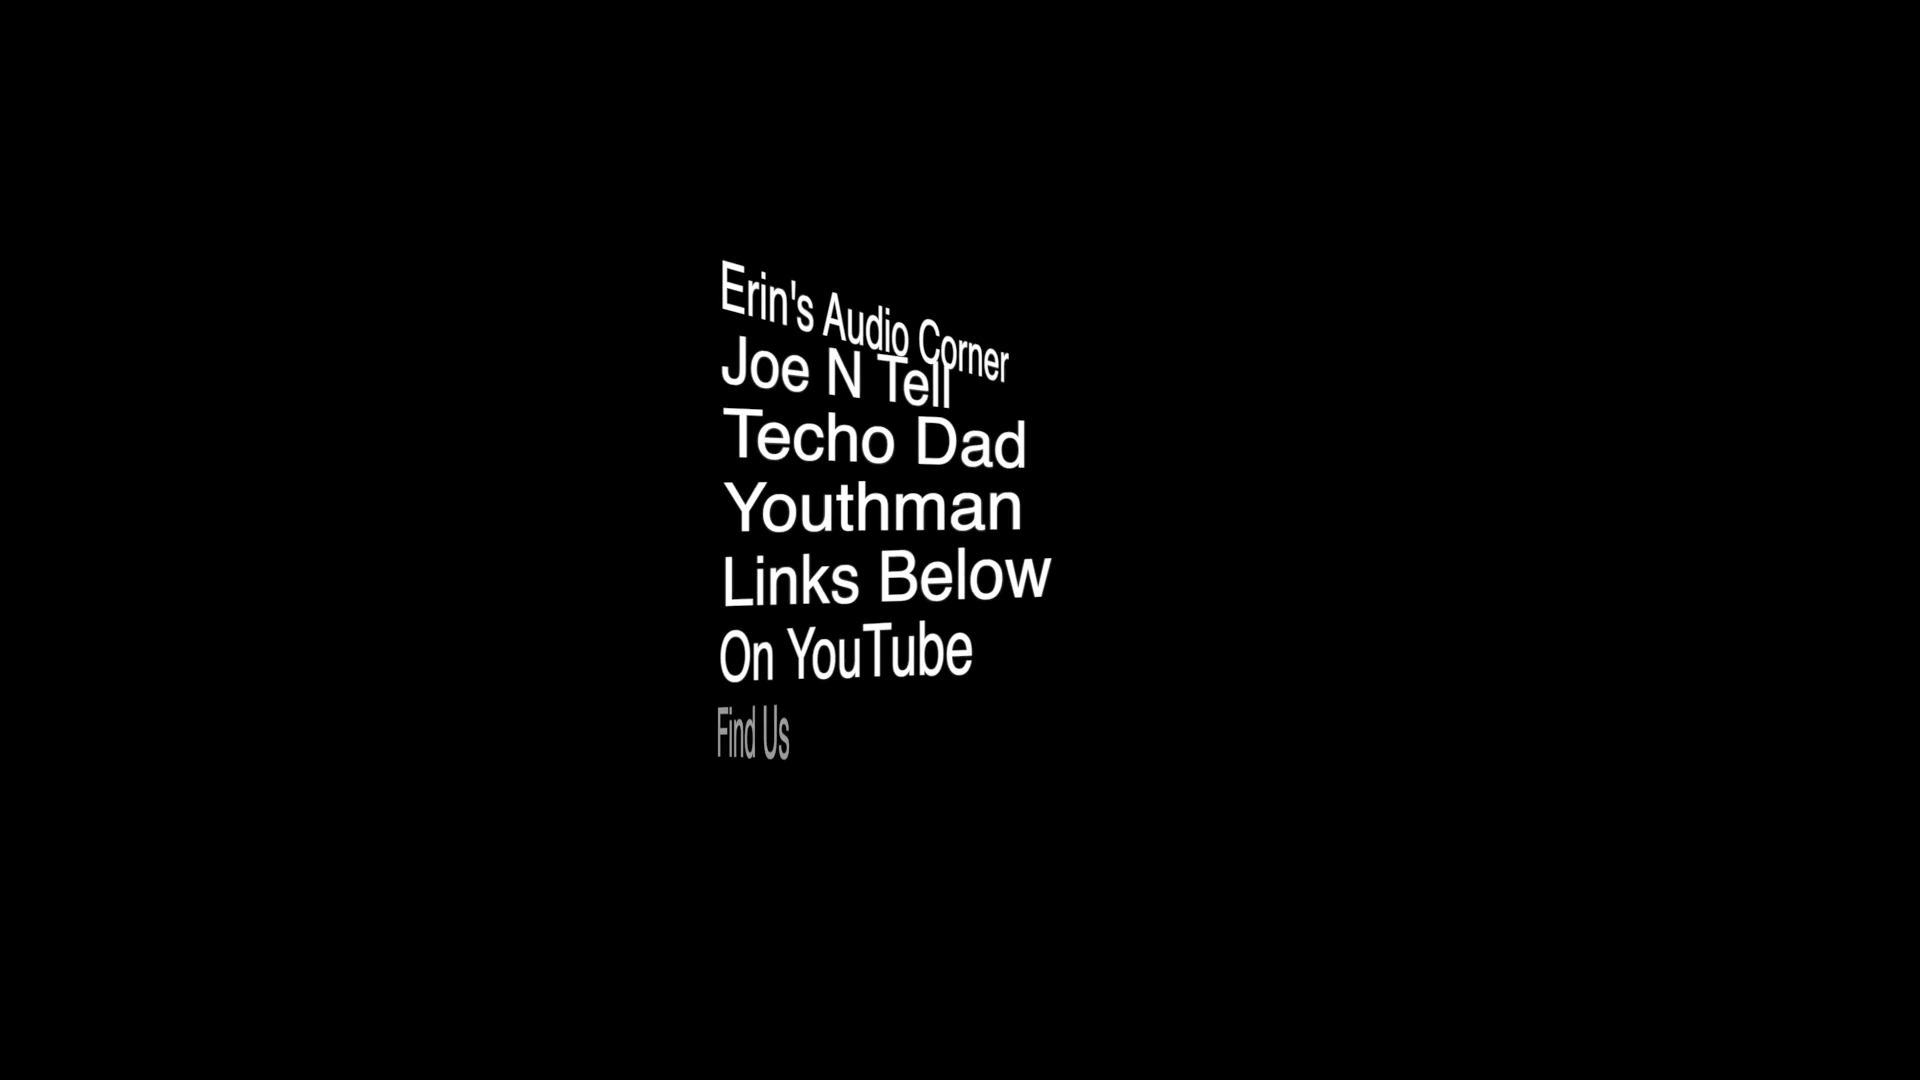 Erin's Audio Corner
Joe N Tell
Techo Dad
Youthman
Links Below
On YouTube
Find Us